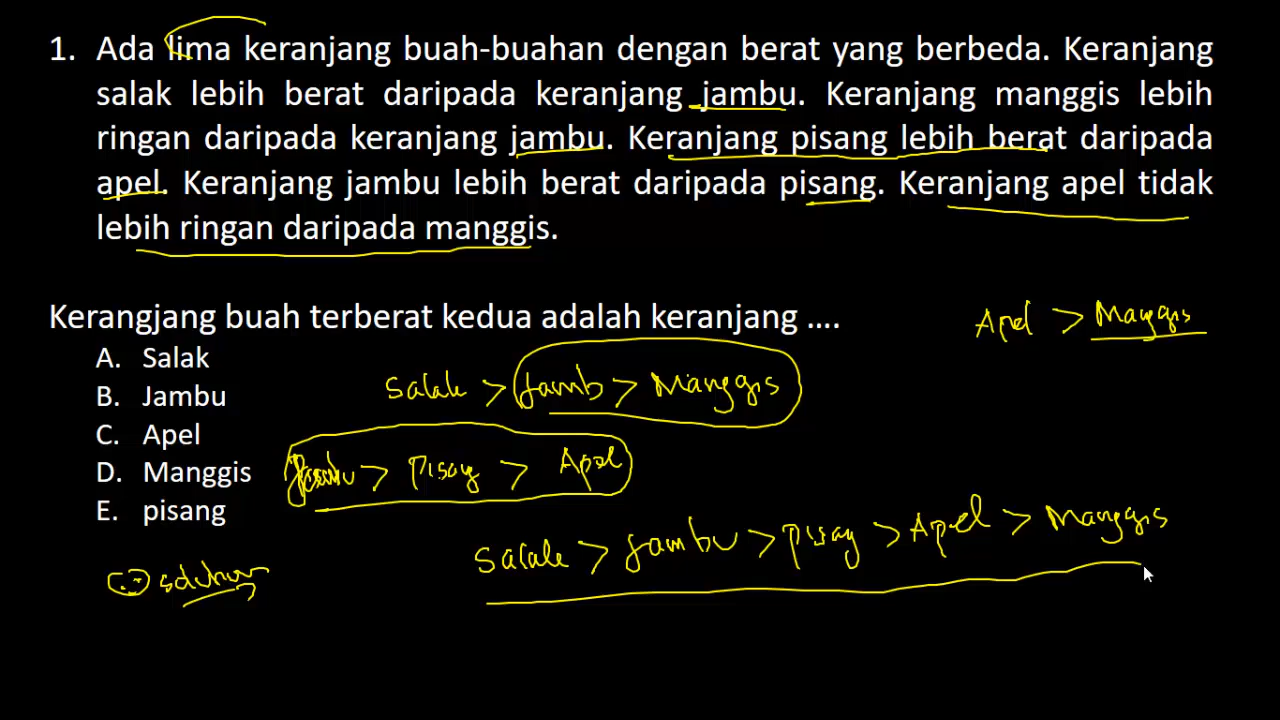 1. Ada lima keranjang buah-buahan dengan berat yang berbeda. Keranjang
salak lebih berat daripada keranjang jambu. Keranjang manggis lebih
ringan daripada keranjang jambu. Keranjang pisang lebih berat daripada
apel. Keranjang jambu lebih berat daripada pisang. Keranjang apel tidak
lebih ringan daripada manggis.
Kerangjang buah terberat kedua adalah keranjang ....
Apel > Manggis
A. Salak
B. Jambu
C. Apel
D. Manggis
E. pisang
Salak > Jamb > Manggis
Jambu > Pisag > Apel
Salak > Jambu > Pisag > Apel > Manggis